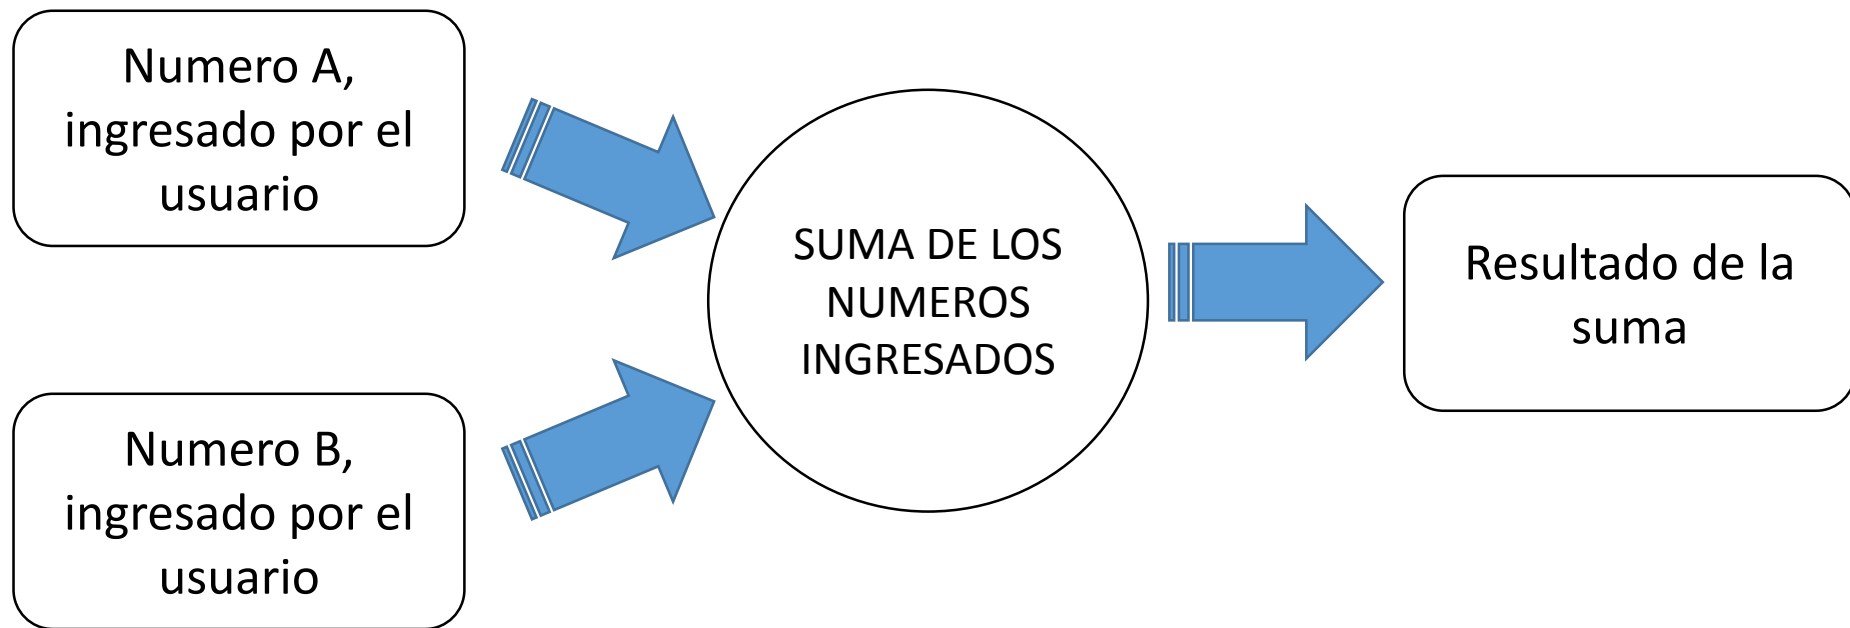 Numero A,
ingresado por el
usuario
Numero B,
ingresado por el
usuario
SUMA DE LOS
NUMEROS
INGRESADOS
Resultado de la
suma